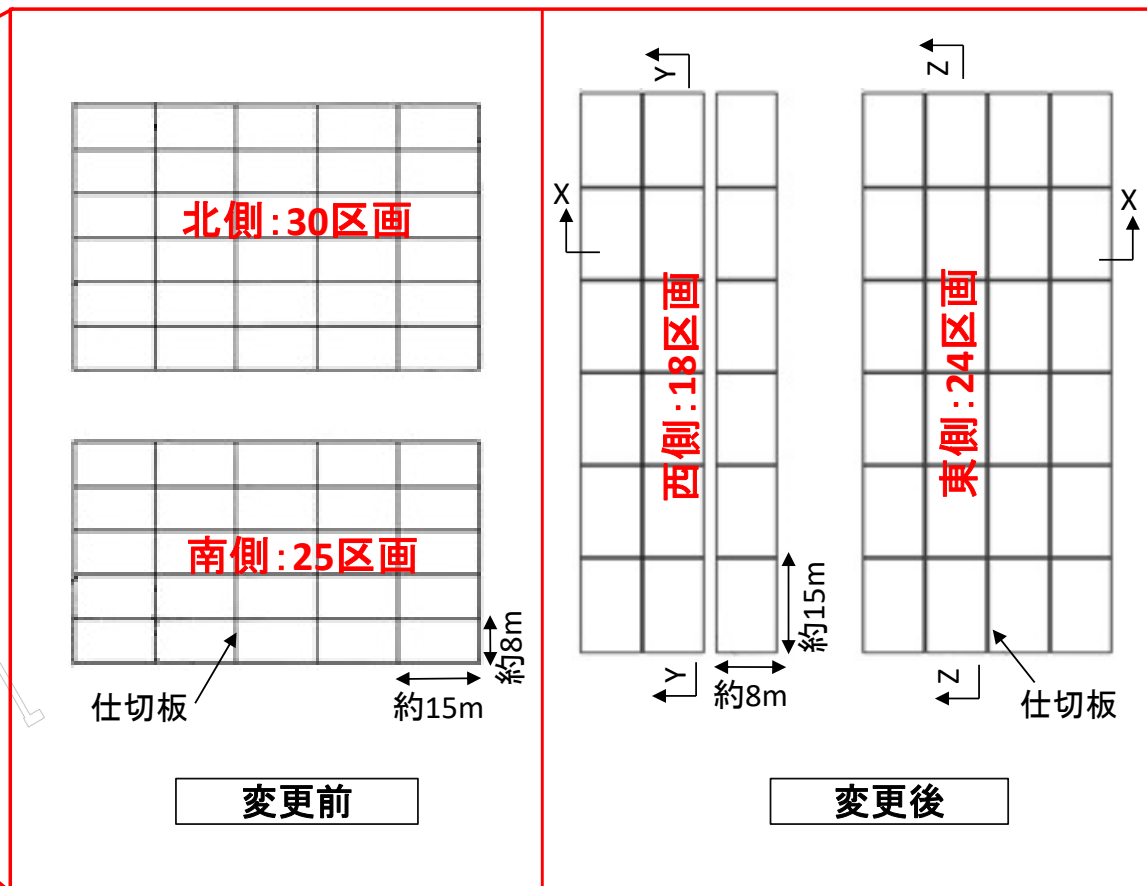 北側：30区画
南側：25区画
約8m
仕切板
約15m
変更前
Y
Z
X
X
西側：18区画
東側：24区画
約15m
Y
約8m
Z
仕切板
変更後